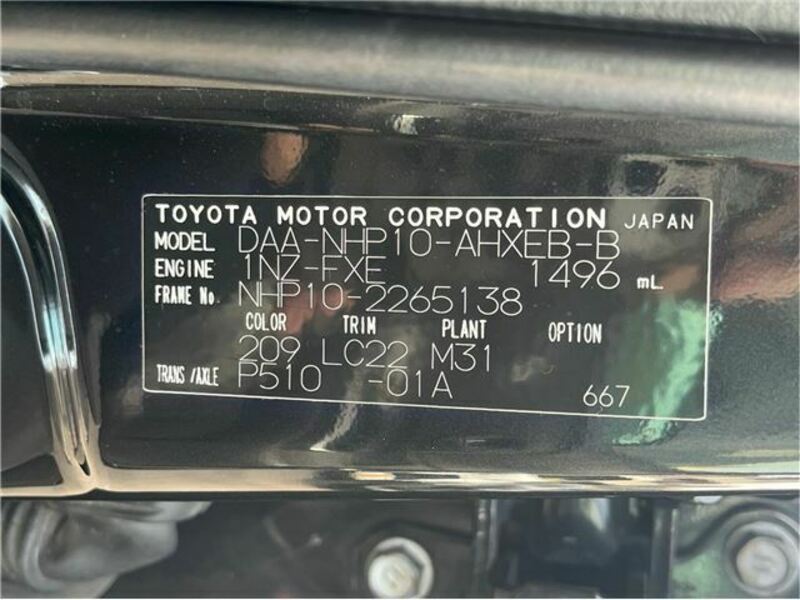 TOYOTA MOTOR CORPORATION JAPAN
MODEL DAA-NHP10-AHXEB-B
ENGINE 1NZ-FXE 1496 mL
FRAME No. NHP10-2265138
COLOR TRIM PLANT OPTION
209 LC22 M31
TRANS/AXLE P510 -01A
667